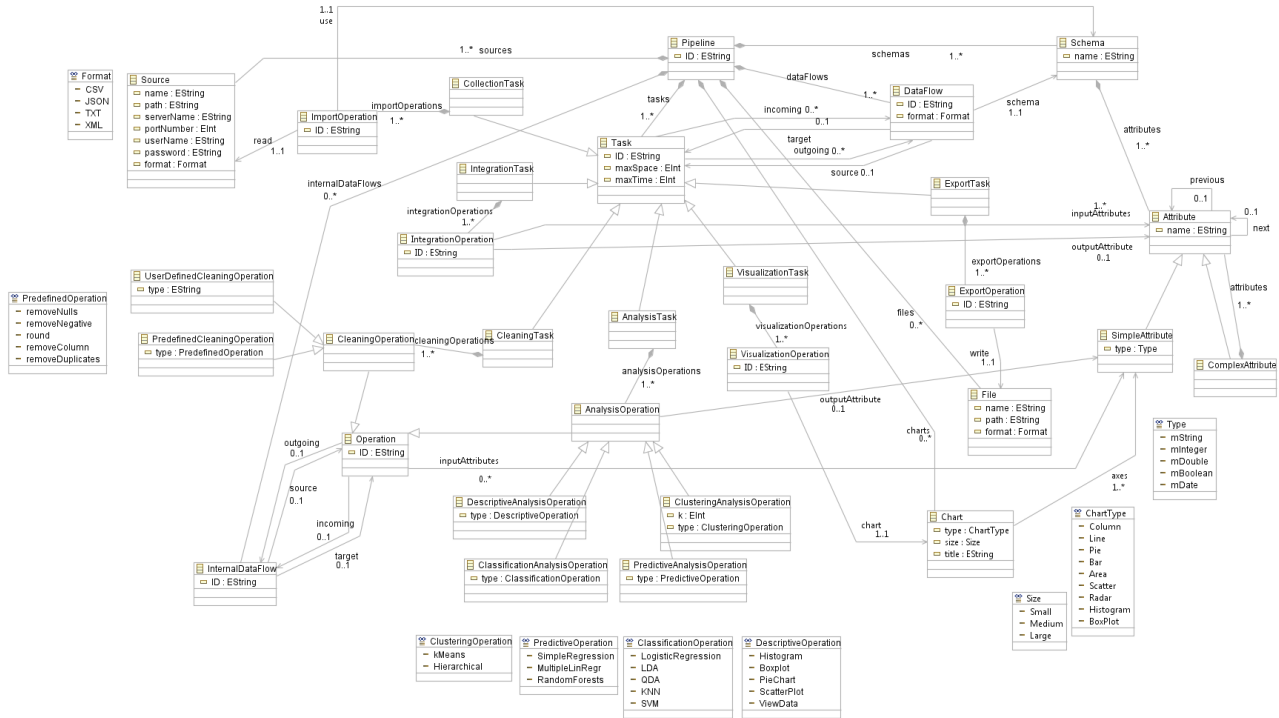 1..1
use
Pipeline
ID : EString
Schema
name : EString
1..* sources
schemas
1..*
Format
CSV
JSON
TXT
XML
Source
name : EString
path : EString
serverName : EString
portNumber : EInt
userName : EString
password : EString
format : Format
CollectionTask
importOperations
1..*
ImportOperation
ID : EString
read
1..1
dataFlows
1..*
DataFlow
ID : EString
format : Format
tasks
1..*
incoming 0..*
0..1
target
outgoing 0..*
source 0..1
schema
1..1
attributes
1..*
Task
ID : EString
maxSpace : EInt
maxTime : EInt
IntegrationTask
internalDataFlows
0..*
integrationOperations
1..*
IntegrationOperation
ID : EString
ExportTask
previous
0..1
1..*
inputAttributes
Attribute
name : EString
0..1
next
outputAttribute
0..1
UserDefinedCleaningOperation
type : EString
VisualizationTask
exportOperations
1..*
attributes
1..*
PredefinedOperation
removeNulls
removeNegative
round
removeColumn
removeDuplicates
ExportOperation
ID : EString
AnalysisTask
files
0..*
PredefinedCleaningOperation
type : PredefinedOperation
CleaningOperation
cleaningOperations
1..*
CleaningTask
visualizationOperations
1..*
SimpleAttribute
type : Type
VisualizationOperation
ID : EString
write
1..1
ComplexAttribute
analysisOperations
1..*
outputAttribute
0..1
File
name : EString
path : EString
format : Format
AnalysisOperation
Type
mString
mInteger
mDouble
mBoolean
mDate
outgoing
0..1
Operation
ID : EString
charts
0..*
inputAttributes
0..*
source
0..1
axes
1..*
DescriptiveAnalysisOperation
type : DescriptiveOperation
ClusteringAnalysisOperation
k : EInt
type : ClusteringOperation
incoming
0..1
Chart
type : ChartType
size : Size
title : EString
chart
1..1
ChartType
Column
Line
Pie
Bar
Area
Scatter
Radar
Histogram
BoxPlot
target
0..1
InternalDataFlow
ID : EString
ClassificationAnalysisOperation
type : ClassificationOperation
PredictiveAnalysisOperation
type : PredictiveOperation
Size
Small
Medium
Large
ClusteringOperation
kMeans
Hierarchical
PredictiveOperation
SimpleRegression
MultipleLinRegr
RandomForests
ClassificationOperation
LogisticRegression
LDA
QDA
KNN
SVM
DescriptiveOperation
Histogram
Boxplot
PieChart
ScatterPlot
ViewData